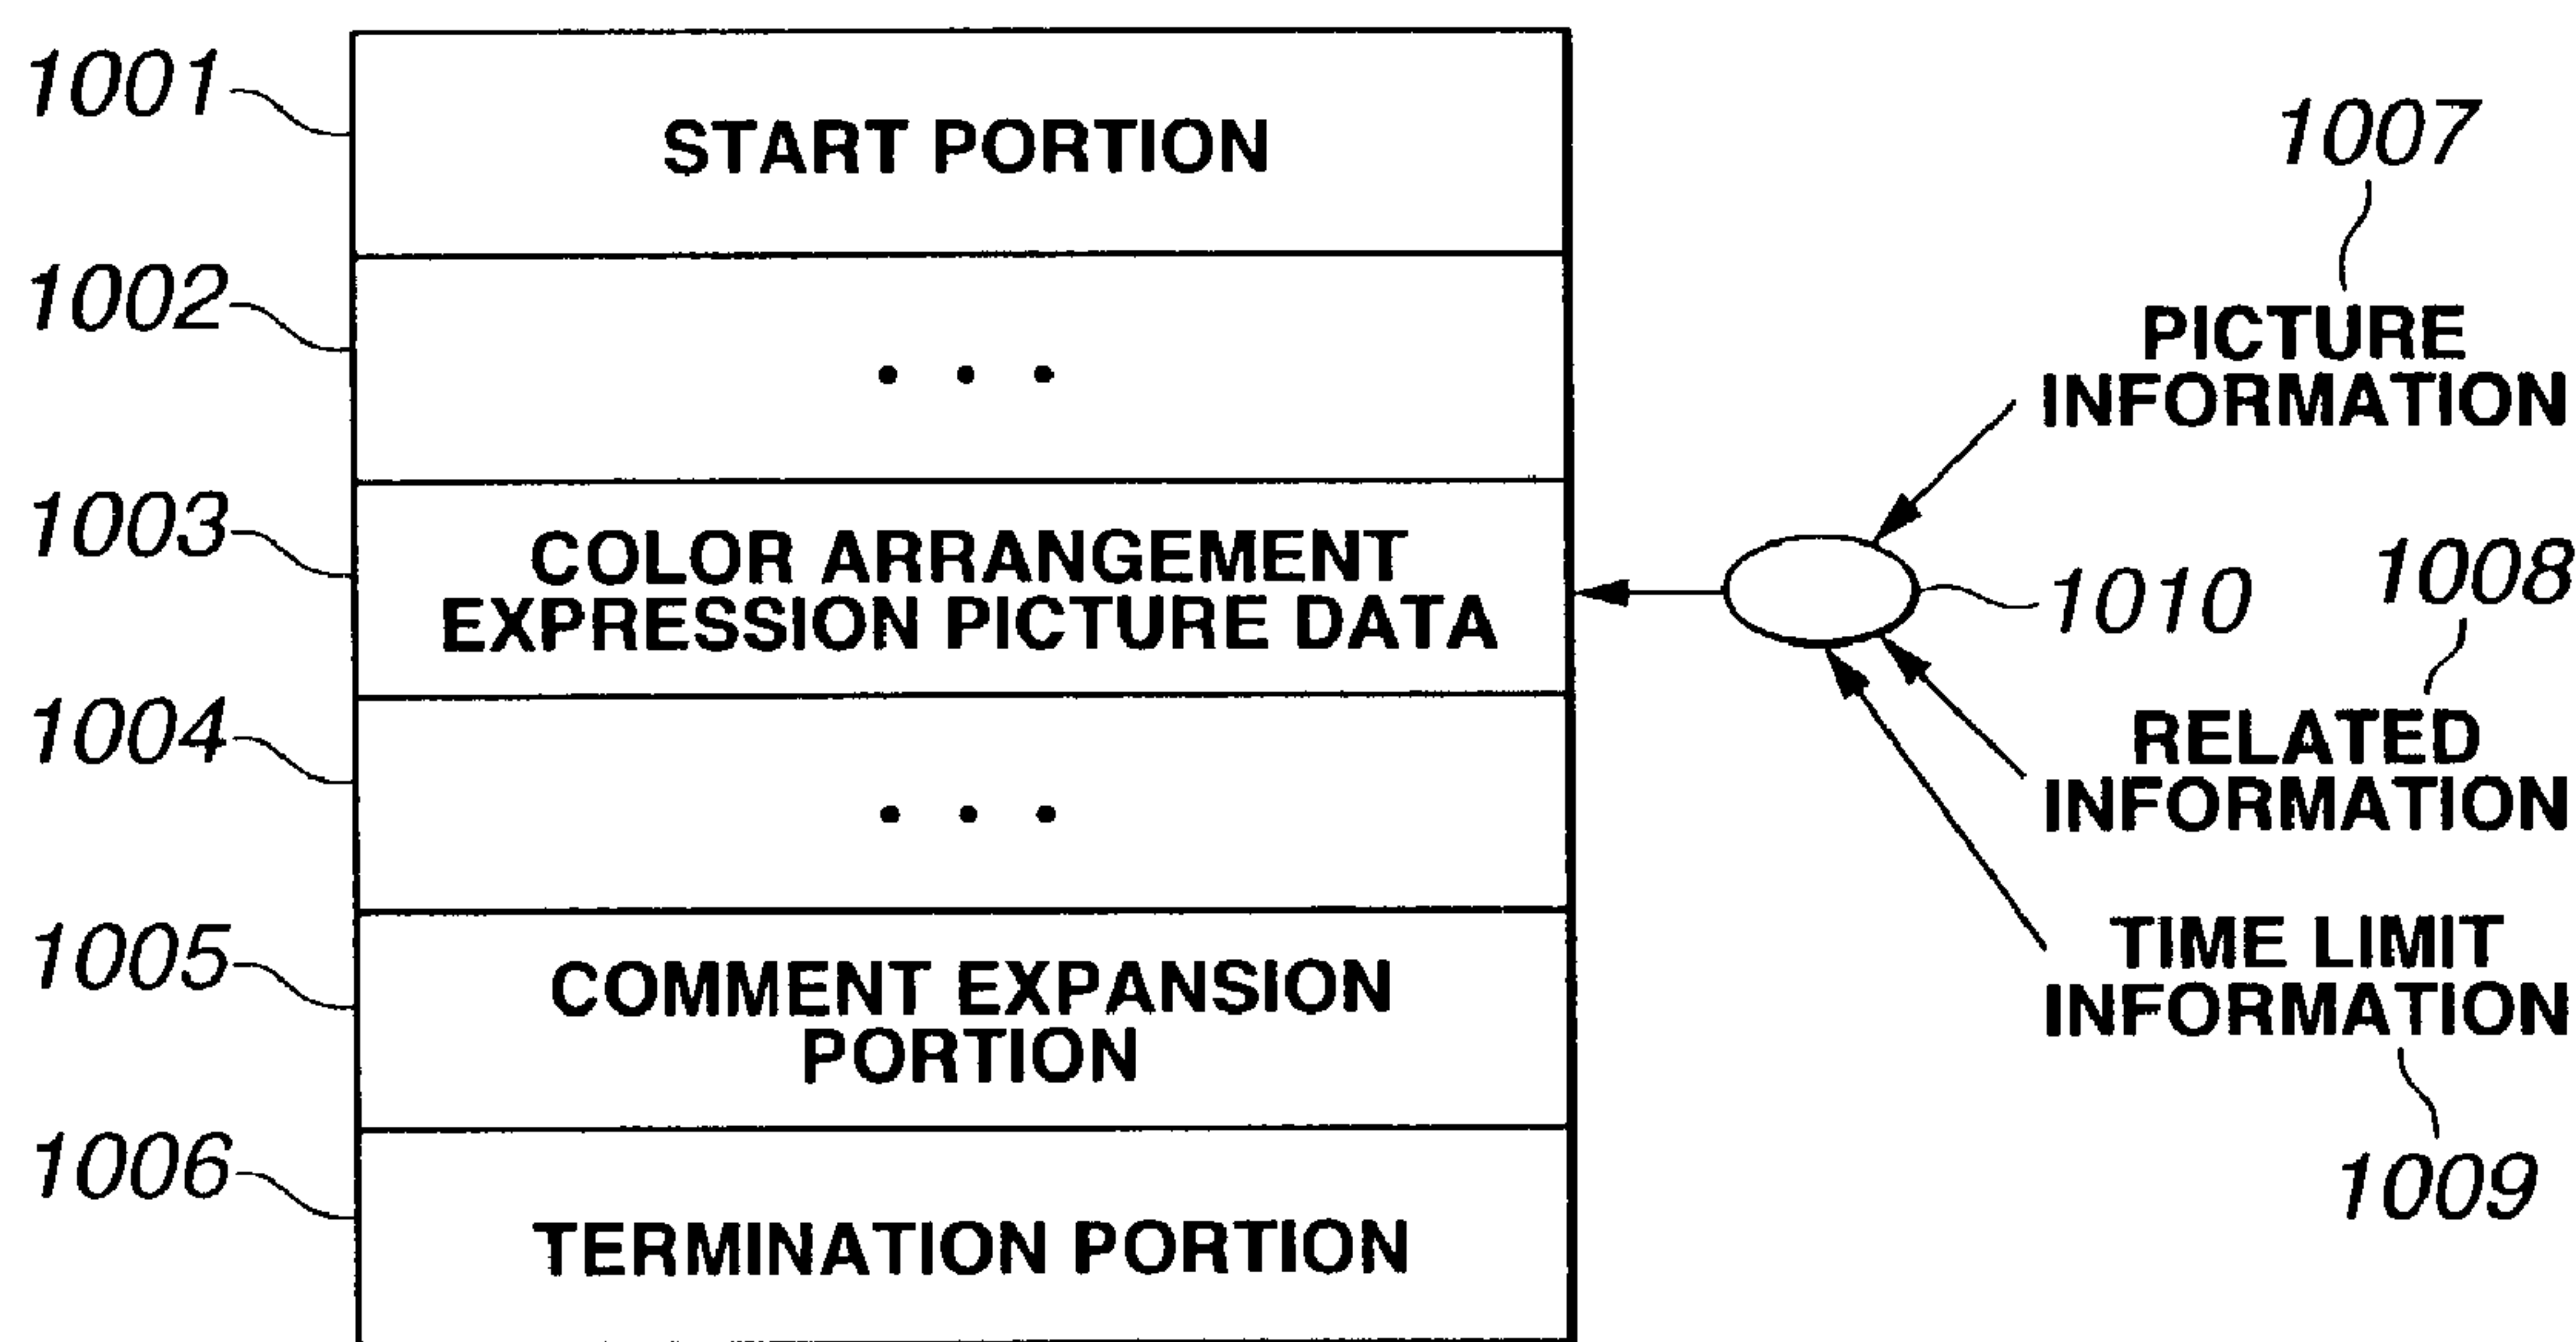 1001
START PORTION
1002
. . .
1003
COLOR ARRANGEMENT
EXPRESSION PICTURE DATA
1004
. . .
1005
COMMENT EXPANSION
PORTION
1006
TERMINATION PORTION
1007
PICTURE
INFORMATION
1010
1008
RELATED
INFORMATION
TIME LIMIT
INFORMATION
1009